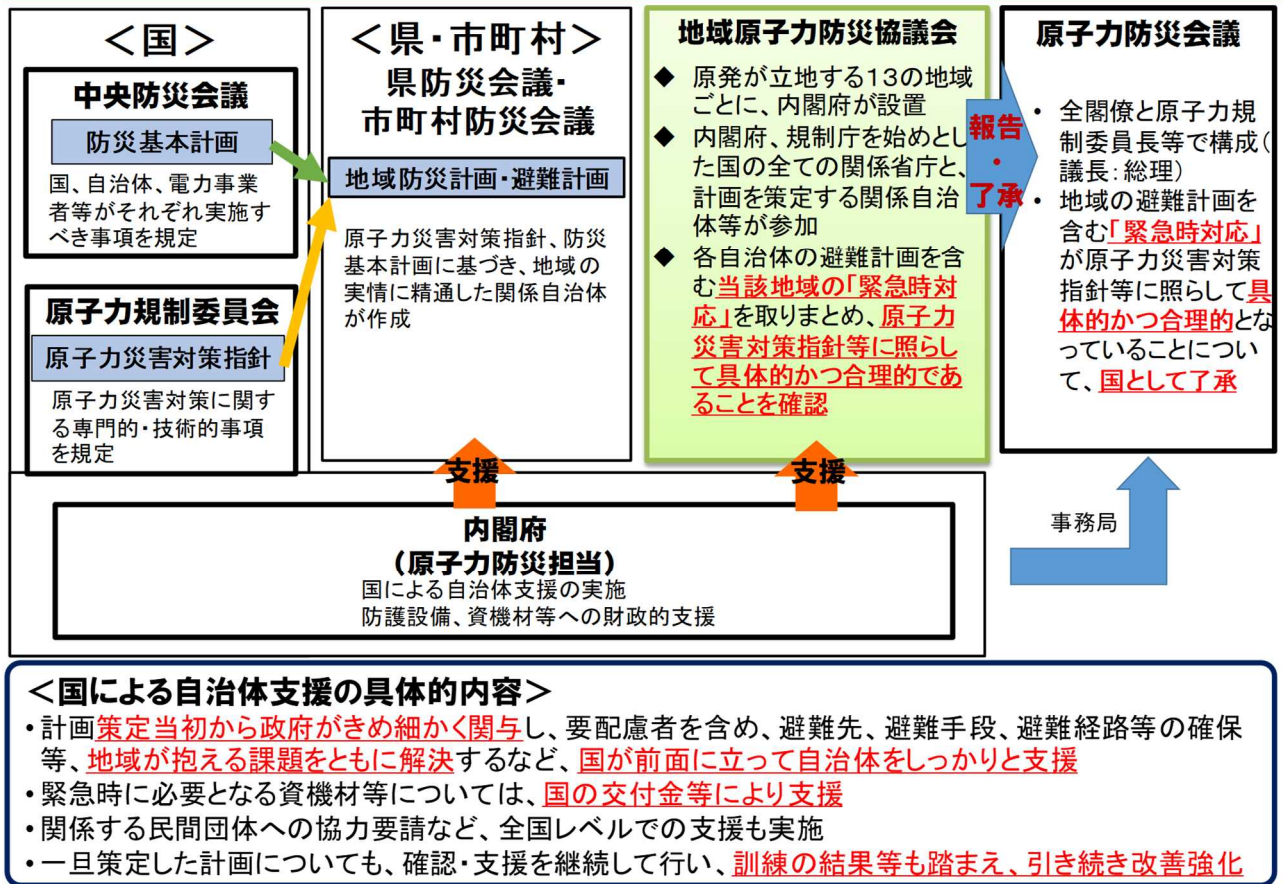 ＜国＞
中央防災会議
防災基本計画
国、自治体、電力事業
者等がそれぞれ実施す
べき事項を規定
原子力規制委員会
原子力災害対策指針
原子力災害対策に関す
る専門的・技術的事項
を規定
＜県・市町村＞
県防災会議・
市町村防災会議
地域防災計画・避難計画
原子力災害対策指針、防災
基本計画に基づき、地域の
実情に精通した関係自治体
が作成
支援
地域原子力防災協議会
◆ 原発が立地する１３の地域
ごとに、内閣府が設置
◆ 内閣府、規制庁を始めとし
た国の全ての関係省庁と、
計画を策定する関係自治
体等が参加
◆ 各自治体の避難計画を含
む当該地域の「緊急時対
応」を取りまとめ、原子力
災害対策指針等に照らし
て具体的かつ合理的であ
ることを確認
支援
報告
・
了承
原子力防災会議
・ 全閣僚と原子力規
制委員長等で構成（
議長：総理）
・ 地域の避難計画を
含む「緊急時対応」
が原子力災害対策
指針等に照らして具
体的かつ合理的とな
っていることについ
て、国として了承
事務局
内閣府
（原子力防災担当）
国による自治体支援の実施
防護設備、資機材等への財政的支援
＜国による自治体支援の具体的内容＞
・計画策定当初から政府がきめ細かく関与し、要配慮者を含め、避難先、避難手段、避難経路等の確保
等、地域が抱える課題をともに解決するなど、国が前面に立って自治体をしっかりと支援
・緊急時に必要となる資機材等については、国の交付金等により支援
・関係する民間団体への協力要請など、全国レベルでの支援も実施
・一旦策定した計画についても、確認・支援を継続して行い、訓練の結果等も踏まえ、引き続き改善強化